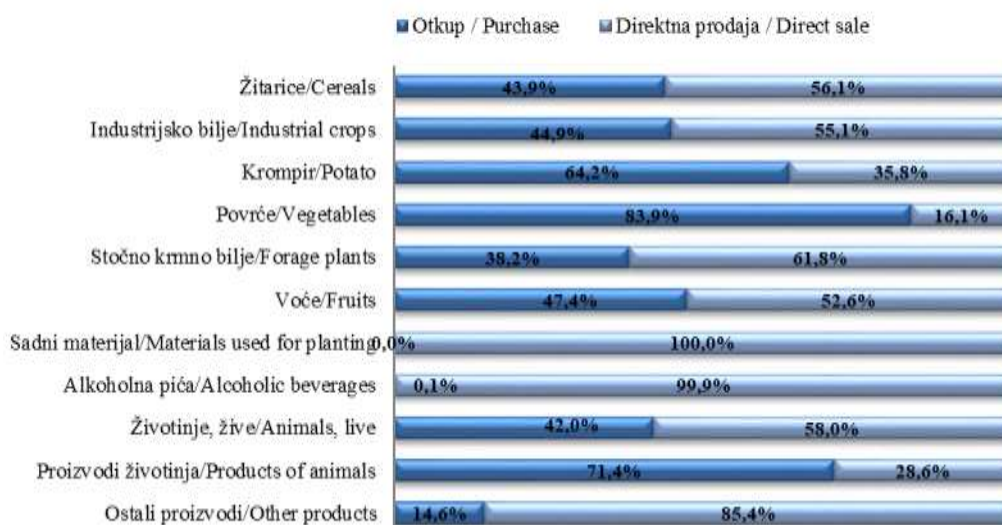 Otkup / Purchase Direktna prodaja / Direct sale
Žitarice/Cereals 43,9% 56,1%
Industrijsko bilje/Industrial crops 44,9% 55,1%
Krompir/Potato 64,2% 35,8%
Povrće/Vegetables 83,9% 16,1%
Stočno krmno bilje/Forage plants 38,2% 61,8%
Voće/Fruits 47,4% 52,6%
Sadni materijal/Materials used for planting 0,0% 100,0%
Alkoholna pića/Alcoholic beverages 0,1% 99,9%
Životinje, žive/Animals, live 42,0% 58,0%
Proizvodi životinja/Products of animals 71,4% 28,6%
Ostali proizvodi/Other products 14,6% 85,4%